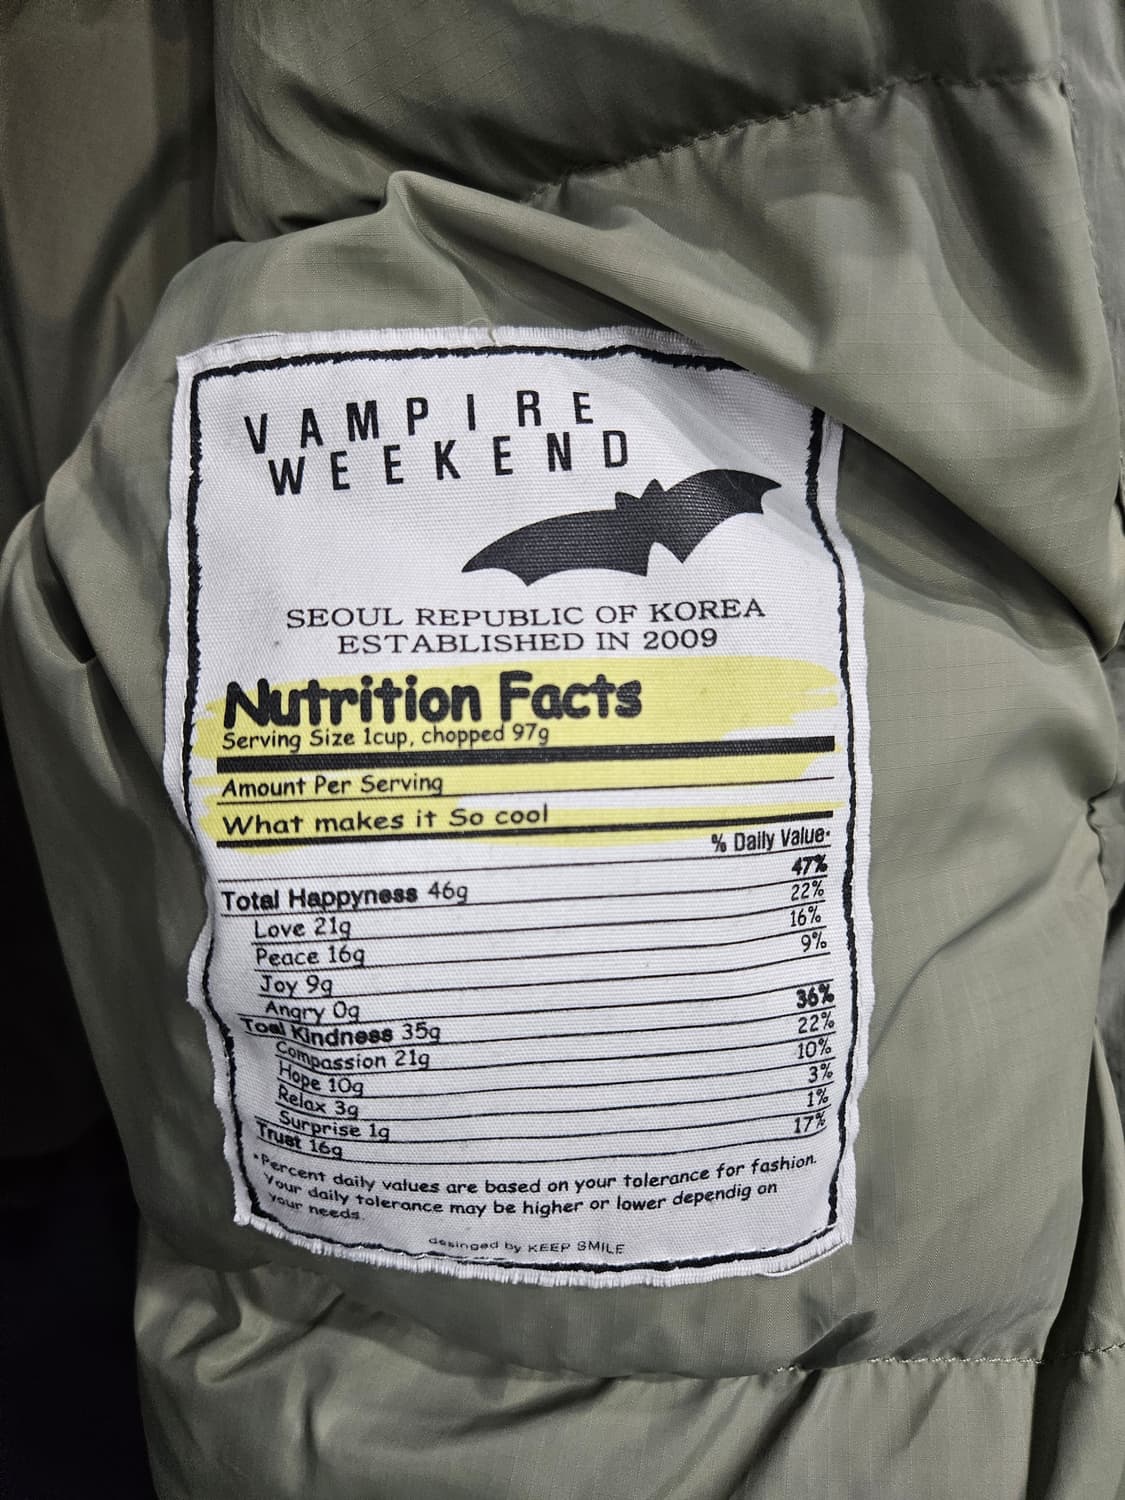 VAMPIRE
WEEKEND
SEOUL REPUBLIC OF KOREA
ESTABLISHED IN 2009
Nutrition Facts
Serving Size 1cup, chopped 97g
Amount Per Serving
What makes it So cool
% Daily Value•
47%
Total Happyness 46g 22%
Love 21g 16%
Peace 16g 9%
Joy 9g
Angry 0g 36%
Toal Kindness 35g 22%
Compassion 21g 10%
Hope 10g 3%
Relax 3g 1%
Surprise 1g 17%
Trust 16g
•Percent daily values are based on your tolerance for fashion.
Your daily tolerance may be higher or lower dependig on
your needs.
desinged by KEEP SMILE